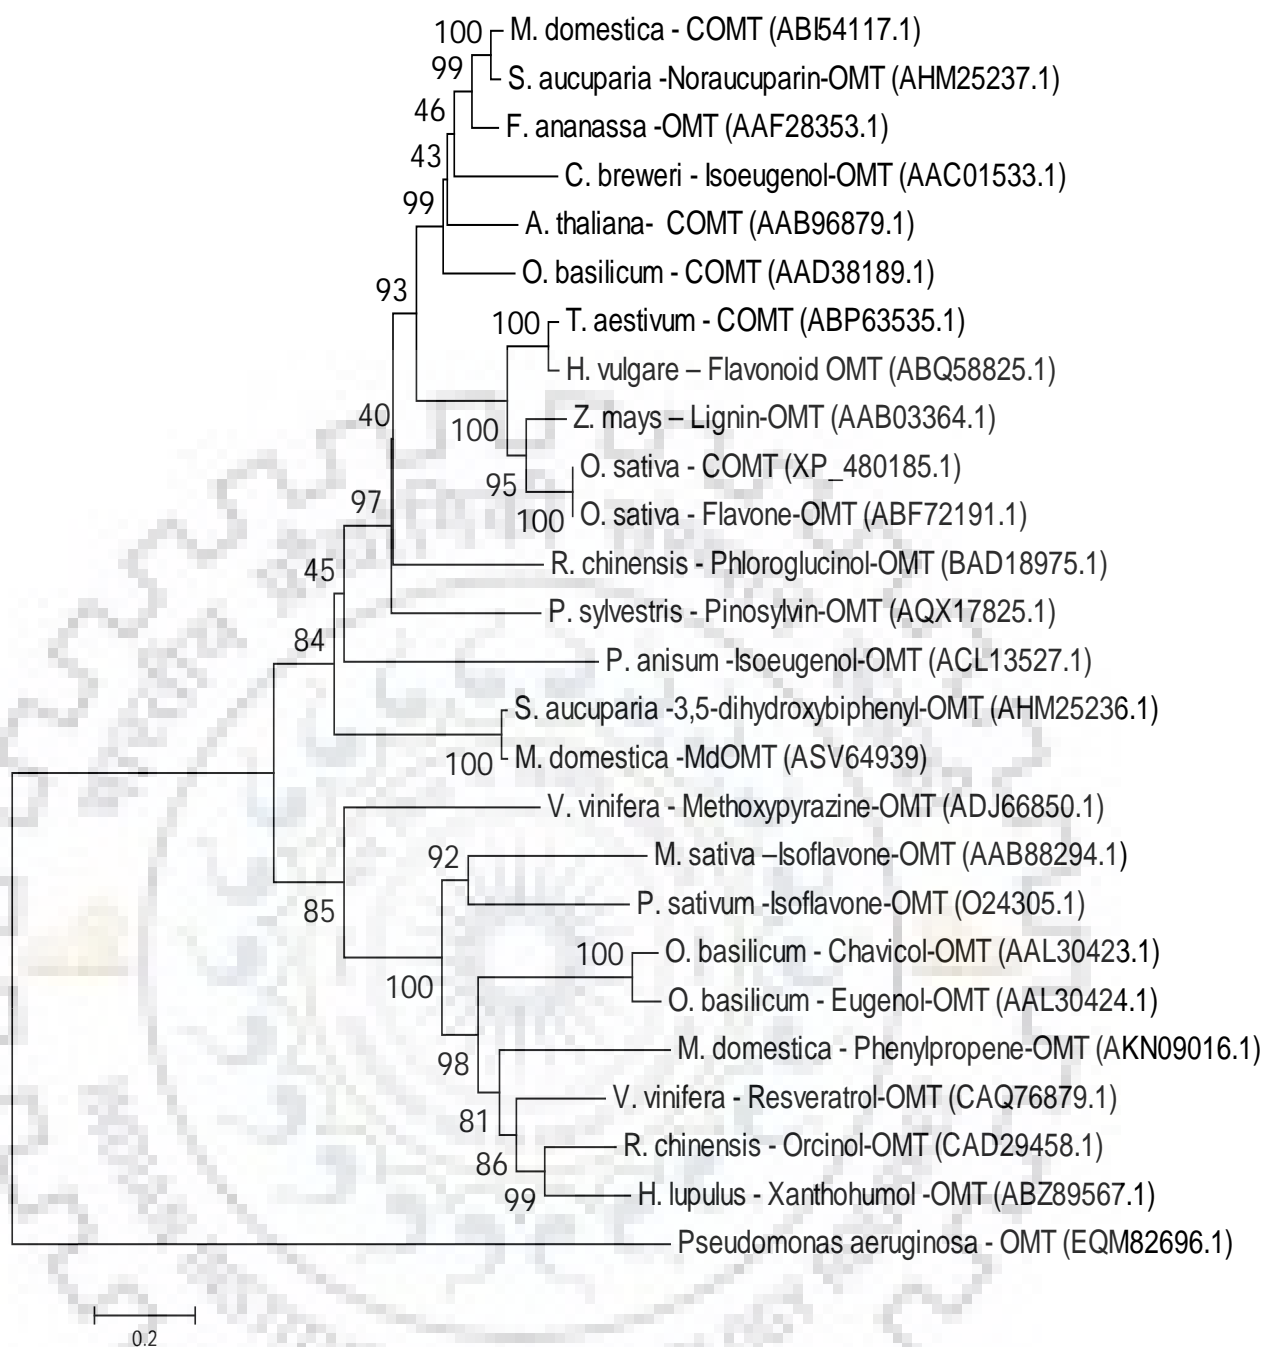 100 M. domestica - COMT (ABI54117.1)
99
S. aucuparia -Noraucuparin-OMT (AHM25237.1)
46
F. ananassa -OMT (AAF28353.1)
43
C. breweri - Isoeugenol-OMT (AAC01533.1)
99
A. thaliana- COMT (AAB96879.1)
O. basilicum - COMT (AAD38189.1)
93
100 T. aestivum - COMT (ABP63535.1)
H. vulgare – Flavonoid OMT (ABQ58825.1)
40
Z. mays – Lignin-OMT (AAB03364.1)
100
O. sativa - COMT (XP_480185.1)
95
97
100 O. sativa - Flavone-OMT (ABF72191.1)
R. chinensis - Phloroglucinol-OMT (BAD18975.1)
45
P. sylvestris - Pinosylvin-OMT (AQX17825.1)
84
P. anisum -Isoeugenol-OMT (ACL13527.1)
S. aucuparia -3,5-dihydroxybiphenyl-OMT (AHM25236.1)
100 M. domestica -MdOMT (ASV64939)
V. vinifera - Methoxypyrazine-OMT (ADJ66850.1)
92 M. sativa –Isoflavone-OMT (AAB88294.1)
85 P. sativum -Isoflavone-OMT (O24305.1)
100 O. basilicum - Chavicol-OMT (AAL30423.1)
100 O. basilicum - Eugenol-OMT (AAL30424.1)
98 M. domestica - Phenylpropene-OMT (AKN09016.1)
V. vinifera - Resveratrol-OMT (CAQ76879.1)
81
R. chinensis - Orcinol-OMT (CAD29458.1)
86
99 H. lupulus - Xanthohumol -OMT (ABZ89567.1)
Pseudomonas aeruginosa - OMT (EQM82696.1)
0.2